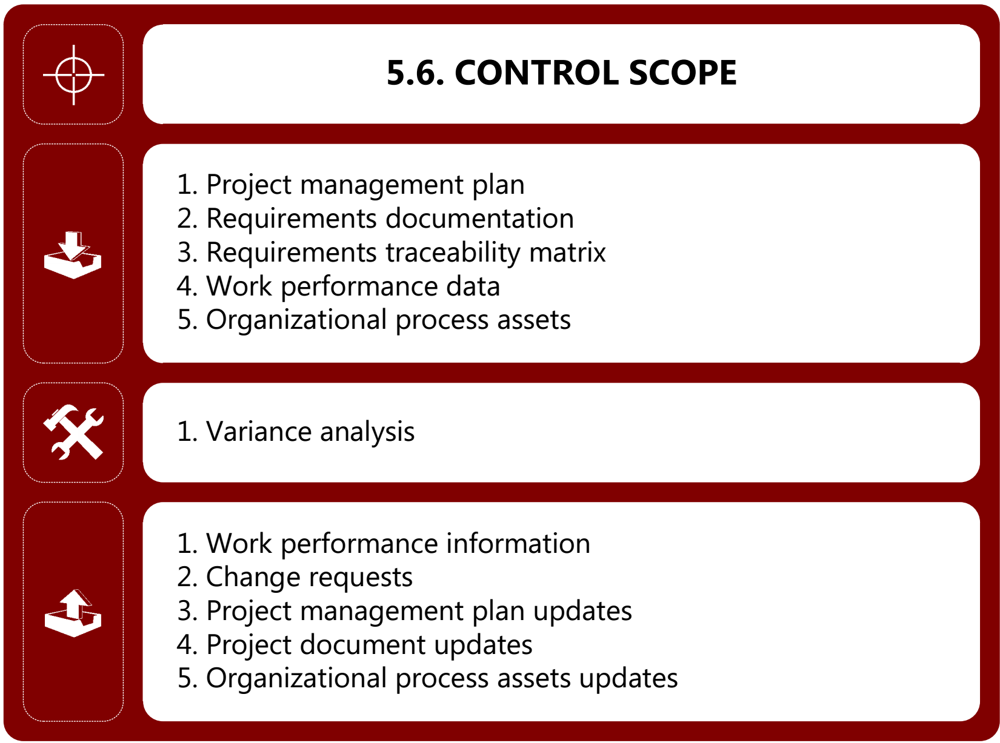 5.6. CONTROL SCOPE
1. Project management plan
2. Requirements documentation
3. Requirements traceability matrix
4. Work performance data
5. Organizational process assets
1. Variance analysis
1. Work performance information
2. Change requests
3. Project management plan updates
4. Project document updates
5. Organizational process assets updates